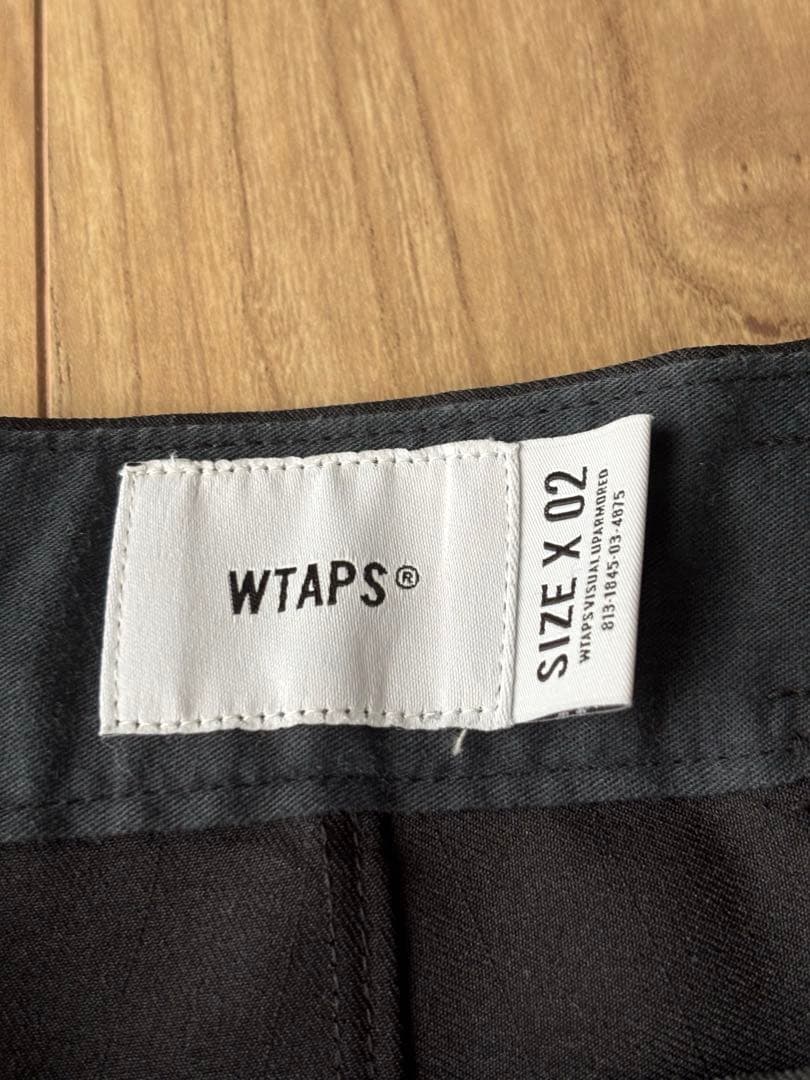 WTAPS®
SIZE X 02
WTAPS VISUAL UPARMORED
813-1845-03-4875